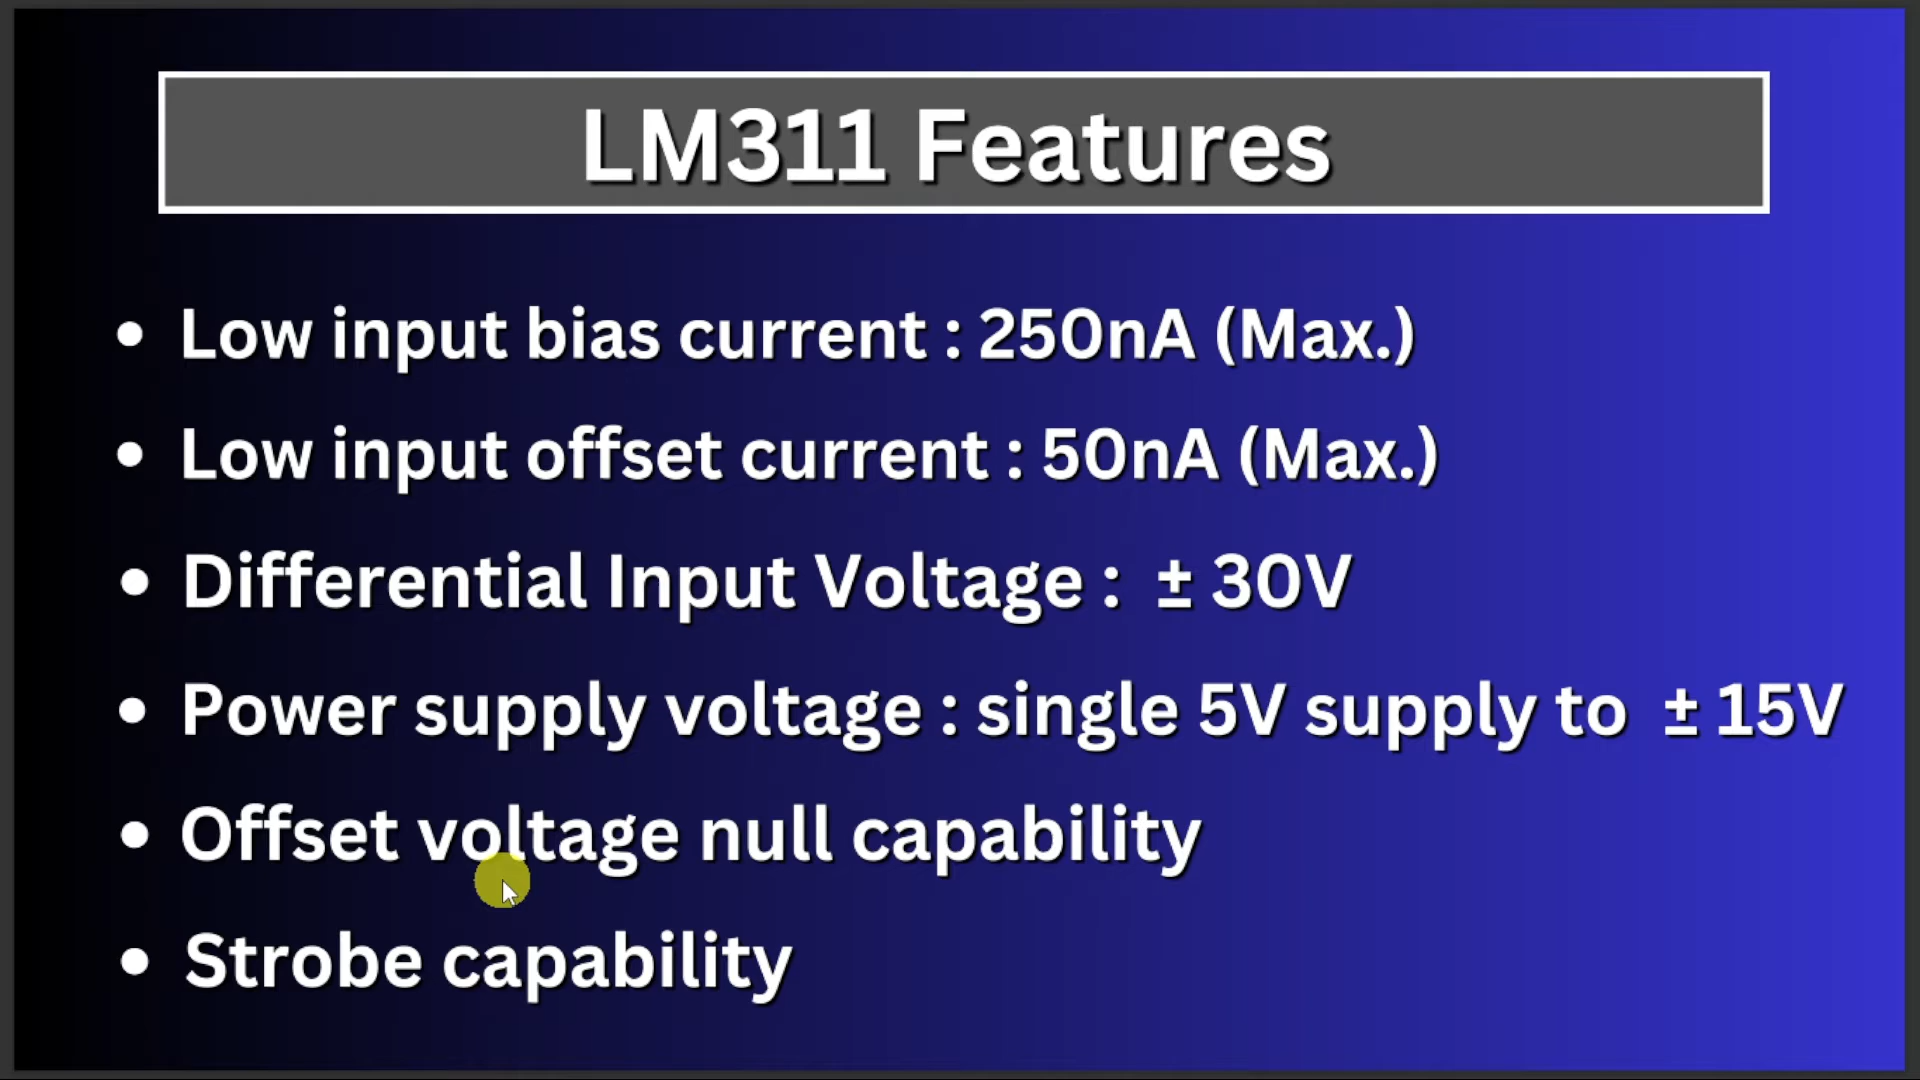 LM311 Features
• Low input bias current : 250nA (Max.)
• Low input offset current : 50nA (Max.)
• Differential Input Voltage : ± 30V
• Power supply voltage : single 5V supply to ± 15V
• Offset voltage null capability
• Strobe capability